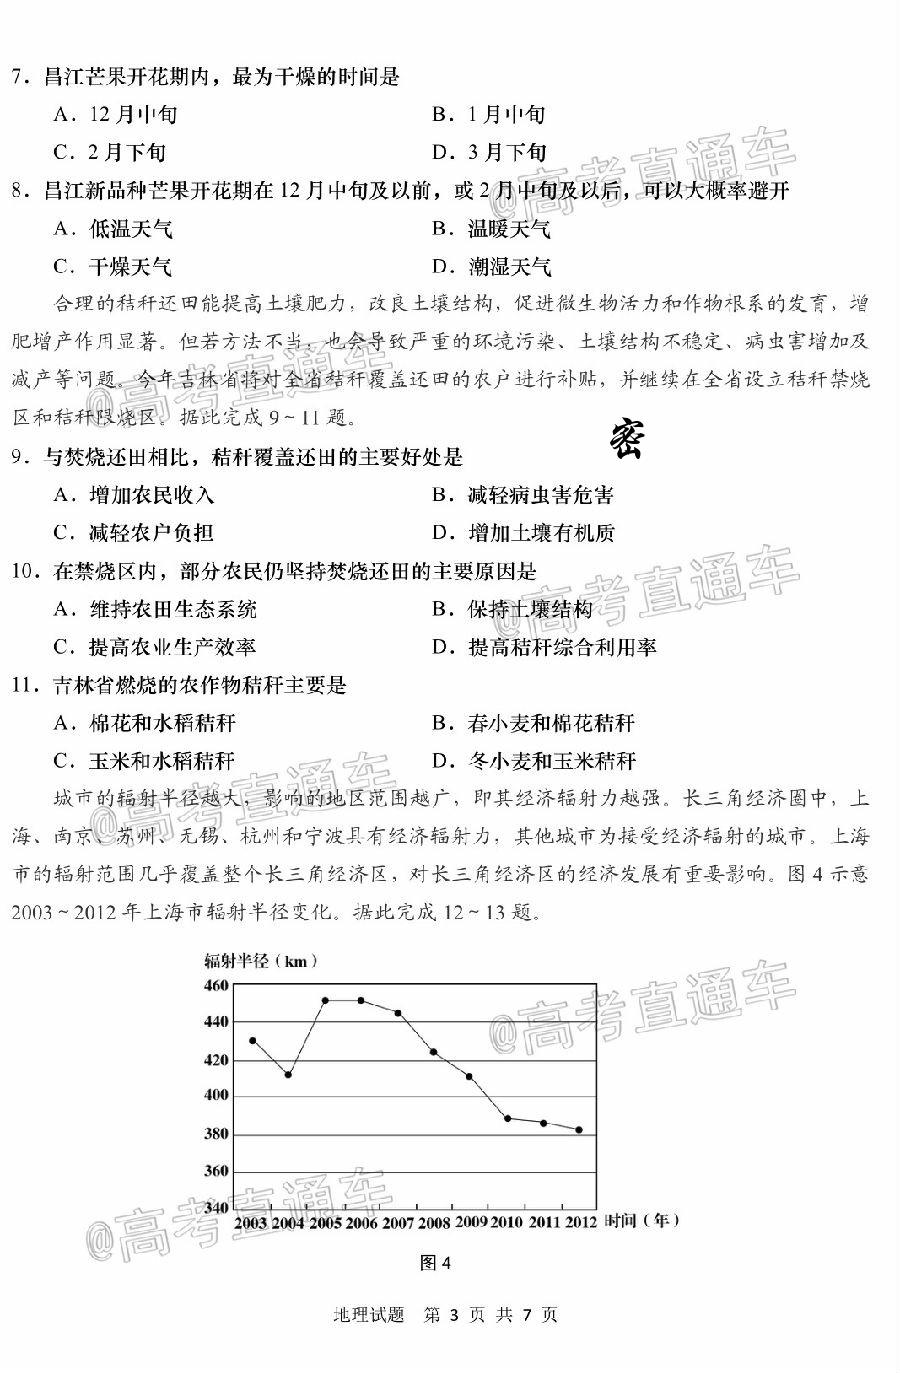 7．昌江芒果开花期内，最为干燥的时间是
A．12月中旬 B．1月中旬
C．2月下旬 D．3月下旬
8．昌江新品种芒果开花期在12月中旬及以前，或2月中旬及以后，可以大概率避开
A．低温天气 B．温暖天气
C．干燥天气 D．潮湿天气
合理的秸秆还田能提高土壤肥力，改良土壤结构，促进微生物活力和作物根系的发育，增
肥增产作用显著。但若方法不当，也会导致严重的环境污染、土壤结构不稳定、病虫害增加及
减产等问题。今年吉林省将对全省秸秆覆盖还田的农户进行补贴，并继续在全省设立秸秆禁烧
区和秸秆限烧区。据此完成9~11题。
密
9．与焚烧还田相比，秸秆覆盖还田的主要好处是
A．增加农民收入 B．减轻病虫害危害
C．减轻农户负担 D．增加土壤有机质
10．在禁烧区内，部分农民仍坚持焚烧还田的主要原因是
A．维持农田生态系统 B．保持土壤结构
C．提高农业生产效率 D．提高秸秆综合利用率
11．吉林省燃烧的农作物秸秆主要是
A．棉花和水稻秸秆 B．春小麦和棉花秸秆
C．玉米和水稻秸秆 D．冬小麦和玉米秸秆
城市的辐射半径越大，影响的地区范围越广，即其经济辐射力越强。长三角经济圈中，上
海、南京、苏州、无锡、杭州和宁波具有经济辐射力，其他城市为接受经济辐射的城市。上海
市的辐射范围几乎覆盖整个长三角经济区，对长三角经济区的经济发展有重要影响。图4示意
2003~2012年上海市辐射半径变化。据此完成12~13题。
辐射半径（km）
460
440
420
400
380
360
340
2003 2004 2005 2006 2007 2008 2009 2010 2011 2012 时间（年）
图4
地理试题 第3页共7页
@高考直通车
@高考直通车
@高考直通车
@高考直通车
@高考直通车
@高考直通车